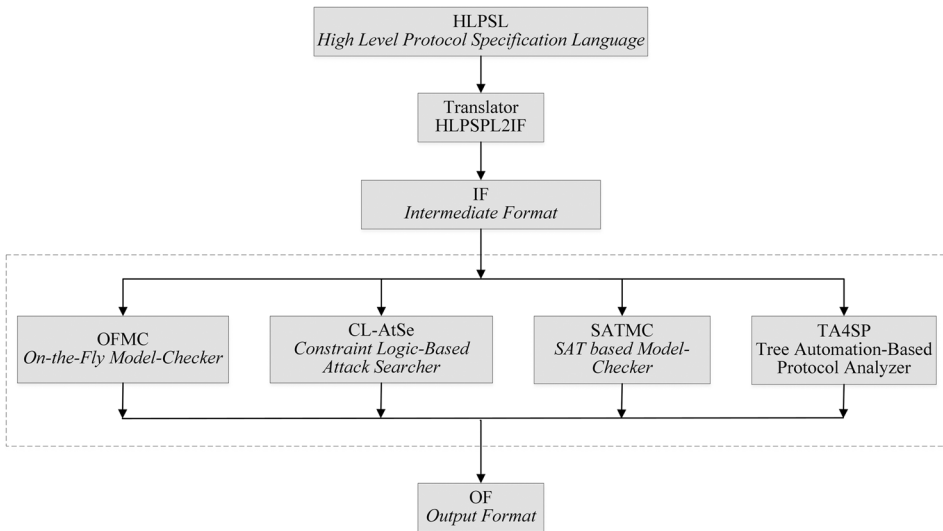 HLPSL
High Level Protocol Specification Language
Translator
HLPSPL2IF
IF
Intermediate Format
OFMC
On-the-Fly Model-Checker
CL-AtSe
Constraint Logic-Based
Attack Searcher
SATMC
SAT based Model-
Checker
TA4SP
Tree Automation-Based
Protocol Analyzer
OF
Output Format